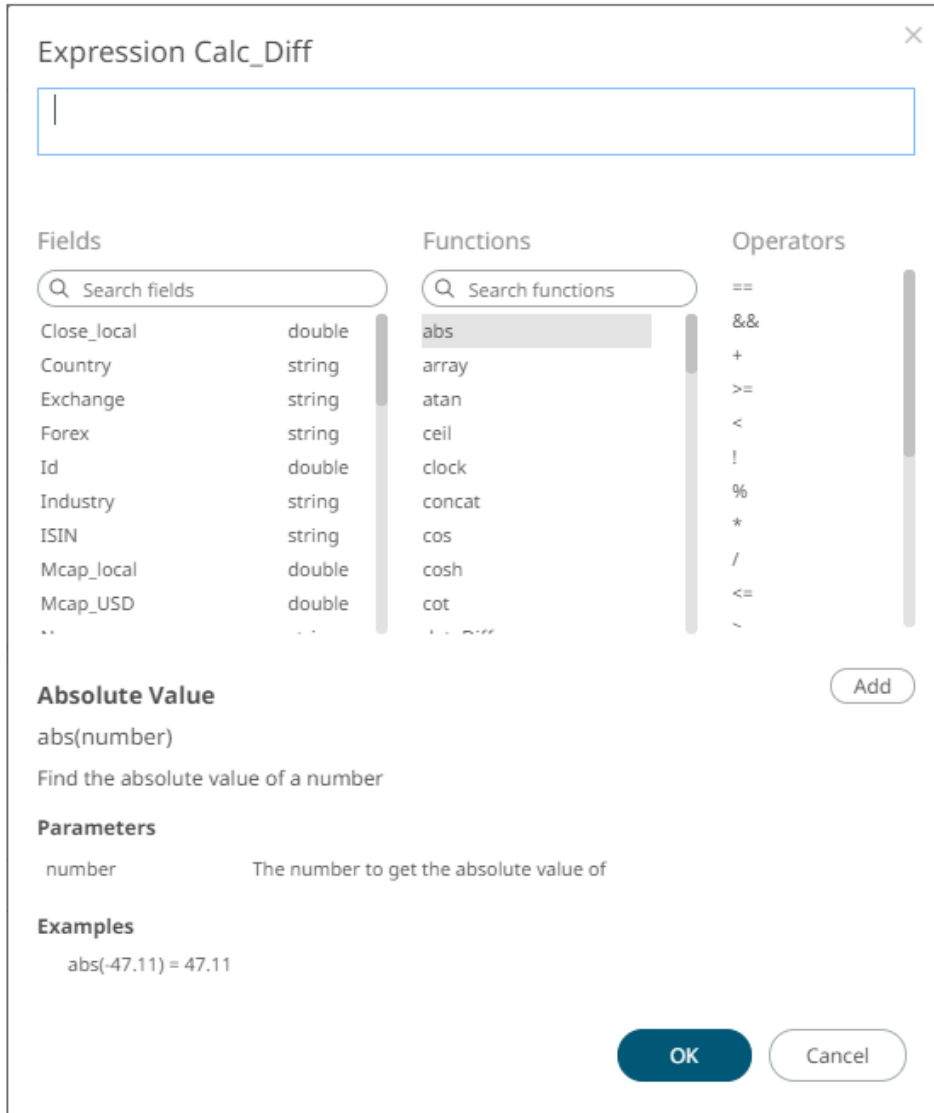 Expression Calc_Diff
Fields
Functions
Operators
Search fields
Search functions
Close_local double
Country string
Exchange string
Forex string
Id double
Industry string
ISIN string
Mcap_local double
Mcap_USD double
abs
array
atan
ceil
clock
concat
cos
cosh
cot
==
&&
+
>=
<
!
%
*
/
<=
Absolute Value
Add
abs(number)
Find the absolute value of a number
Parameters
number The number to get the absolute value of
Examples
abs(-47.11) = 47.11
OK
Cancel